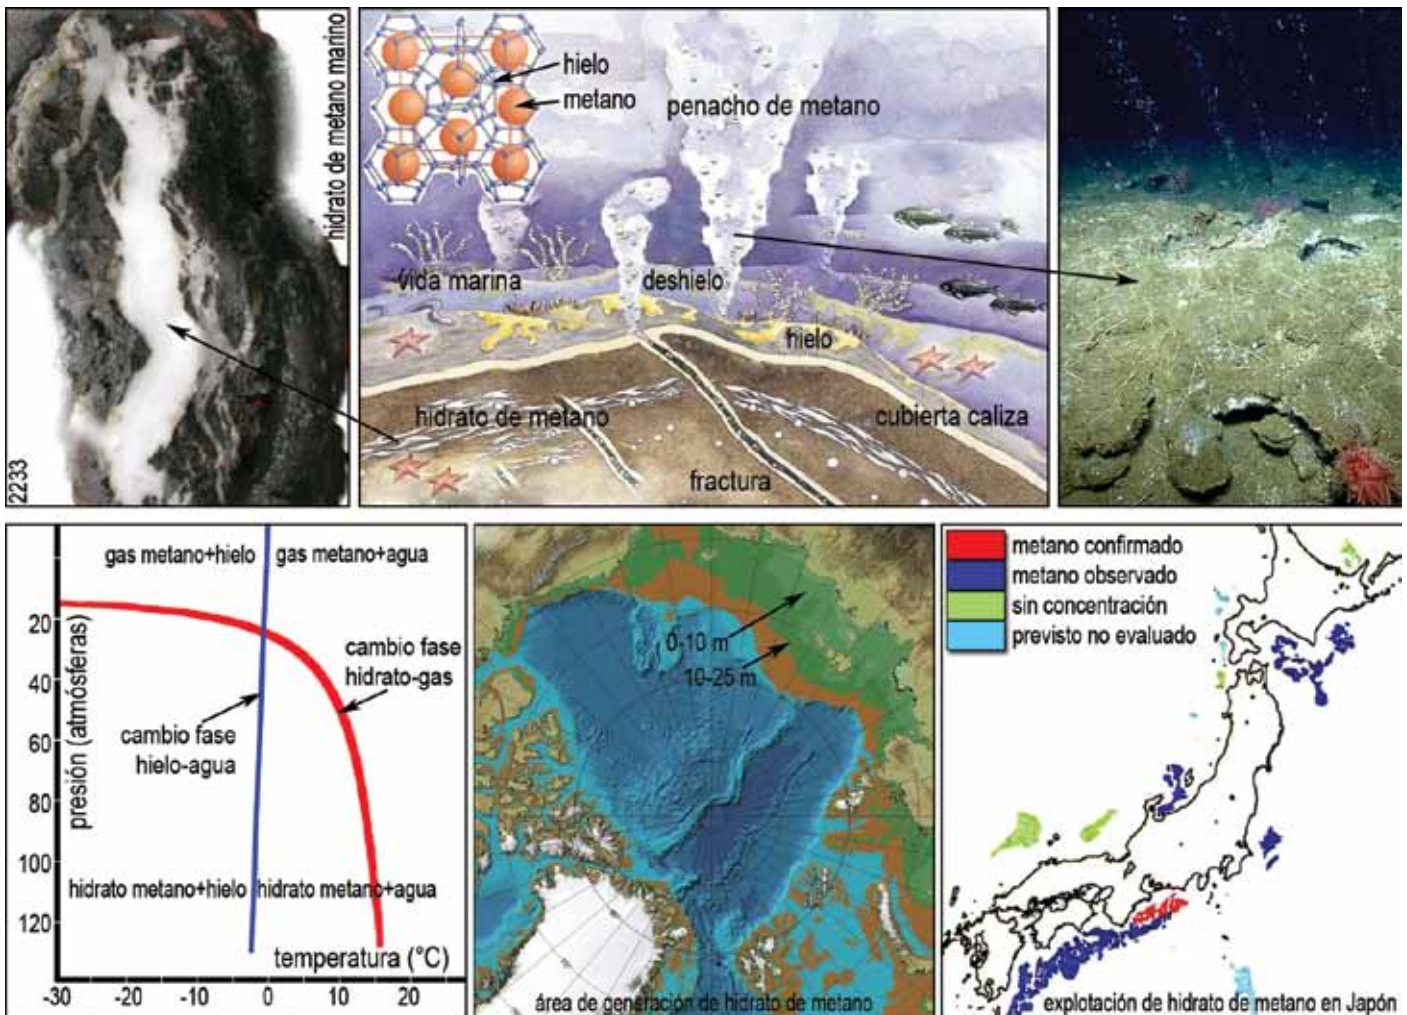 hidrato de metano marino
2233
hielo
metano
penacho de metano
vida marina
deshielo
hielo
hidrato de metano
cubierta caliza
fractura
gas metano+hielo
gas metano+agua
presión (atmósferas)
20
40
60
80
100
120
cambio fase
hidrato-gas
cambio fase
hielo-agua
hidrato metano+hielo
hidrato metano+agua
temperatura (°C)
-30
-10
0
10
20
0-10 m
10-25 m
área de generación de hidrato de metano
metano confirmado
metano observado
sin concentración
previsto no evaluado
explotación de hidrato de metano en Japón